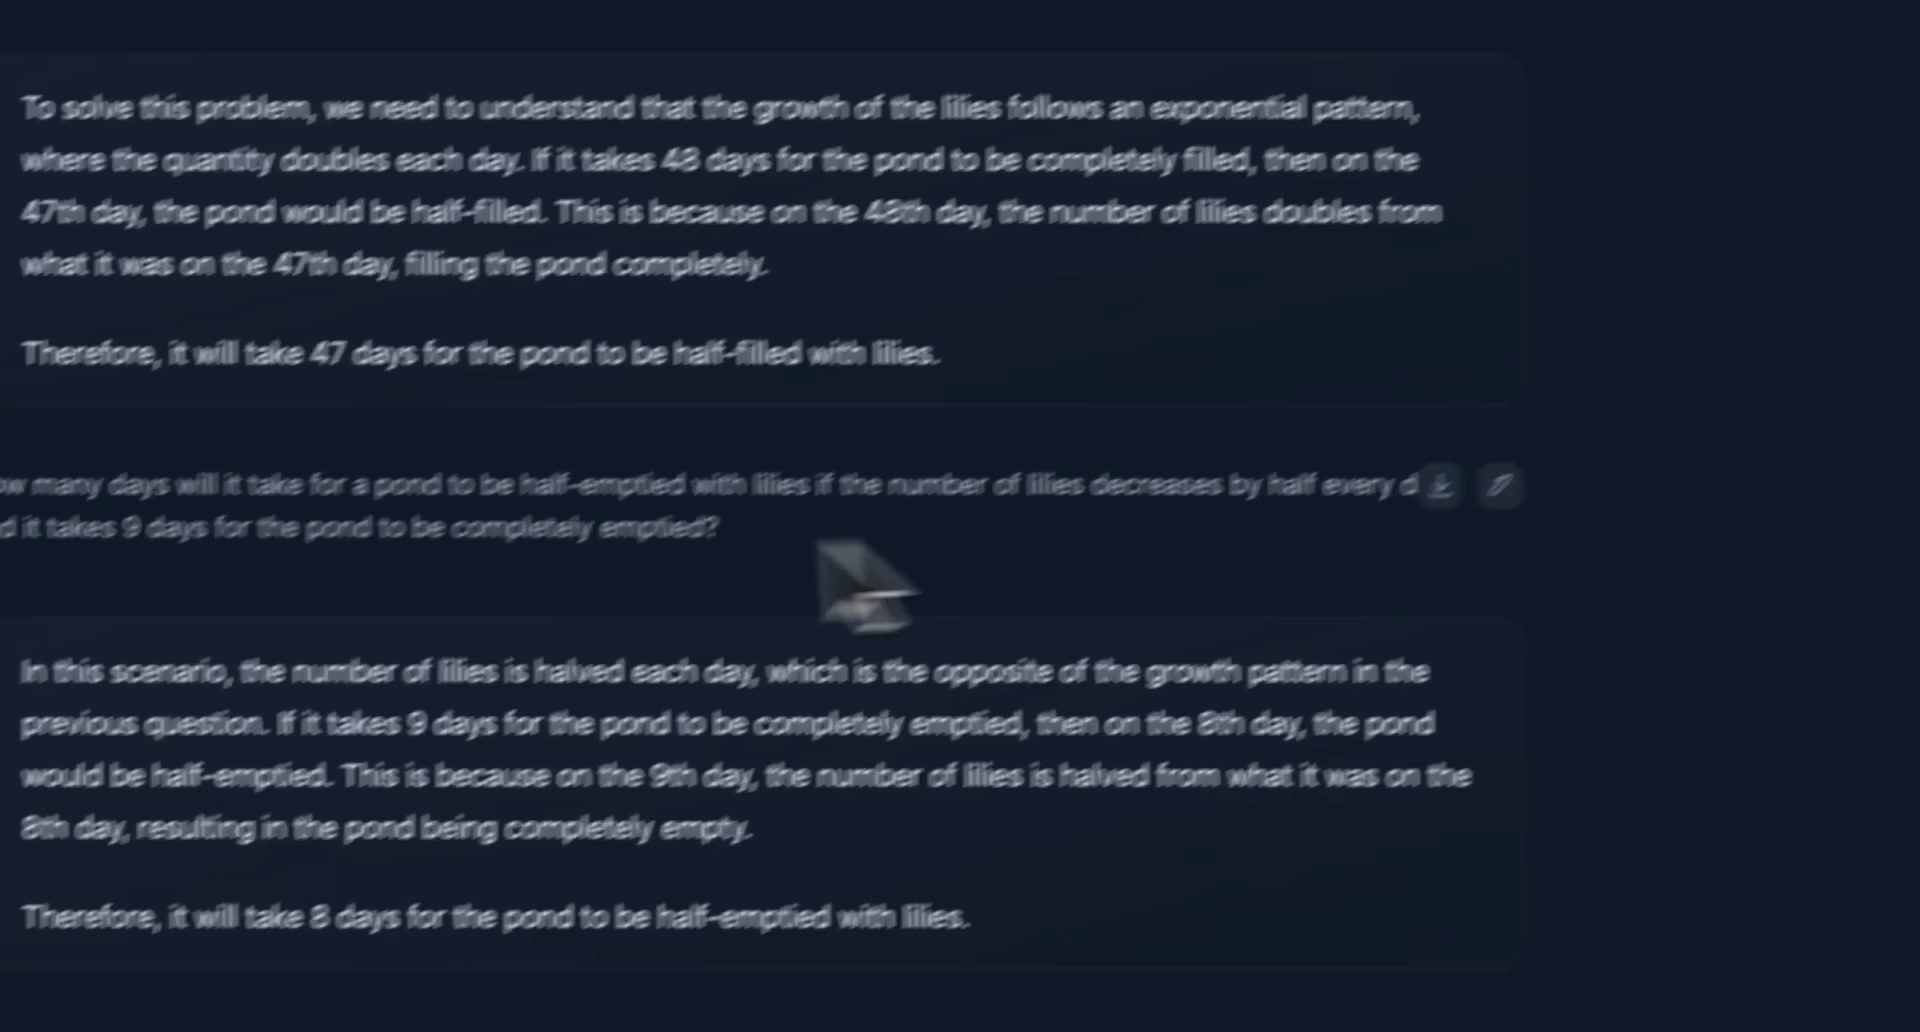 To solve this problem, we need to understand that the growth of the lilies follows an exponential pattern,
where the quantity doubles each day. If it takes 48 days for the pond to be completely filled, then on the
47th day, the pond would be half-filled. This is because on the 48th day, the number of lilies doubles from
what it was on the 47th day, filling the pond completely.
Therefore, it will take 47 days for the pond to be half-filled with lilies.
ow many days will it take for a pond to be half-emptied with lilies if the number of lilies decreases by half every d
d it takes 9 days for the pond to be completely emptied?
In this scenario, the number of lilies is halved each day, which is the opposite of the growth pattern in the
previous question. If it takes 9 days for the pond to be completely emptied, then on the 8th day, the pond
would be half-emptied. This is because on the 9th day, the number of lilies is halved from what it was on the
8th day, resulting in the pond being completely empty.
Therefore, it will take 8 days for the pond to be half-emptied with lilies.